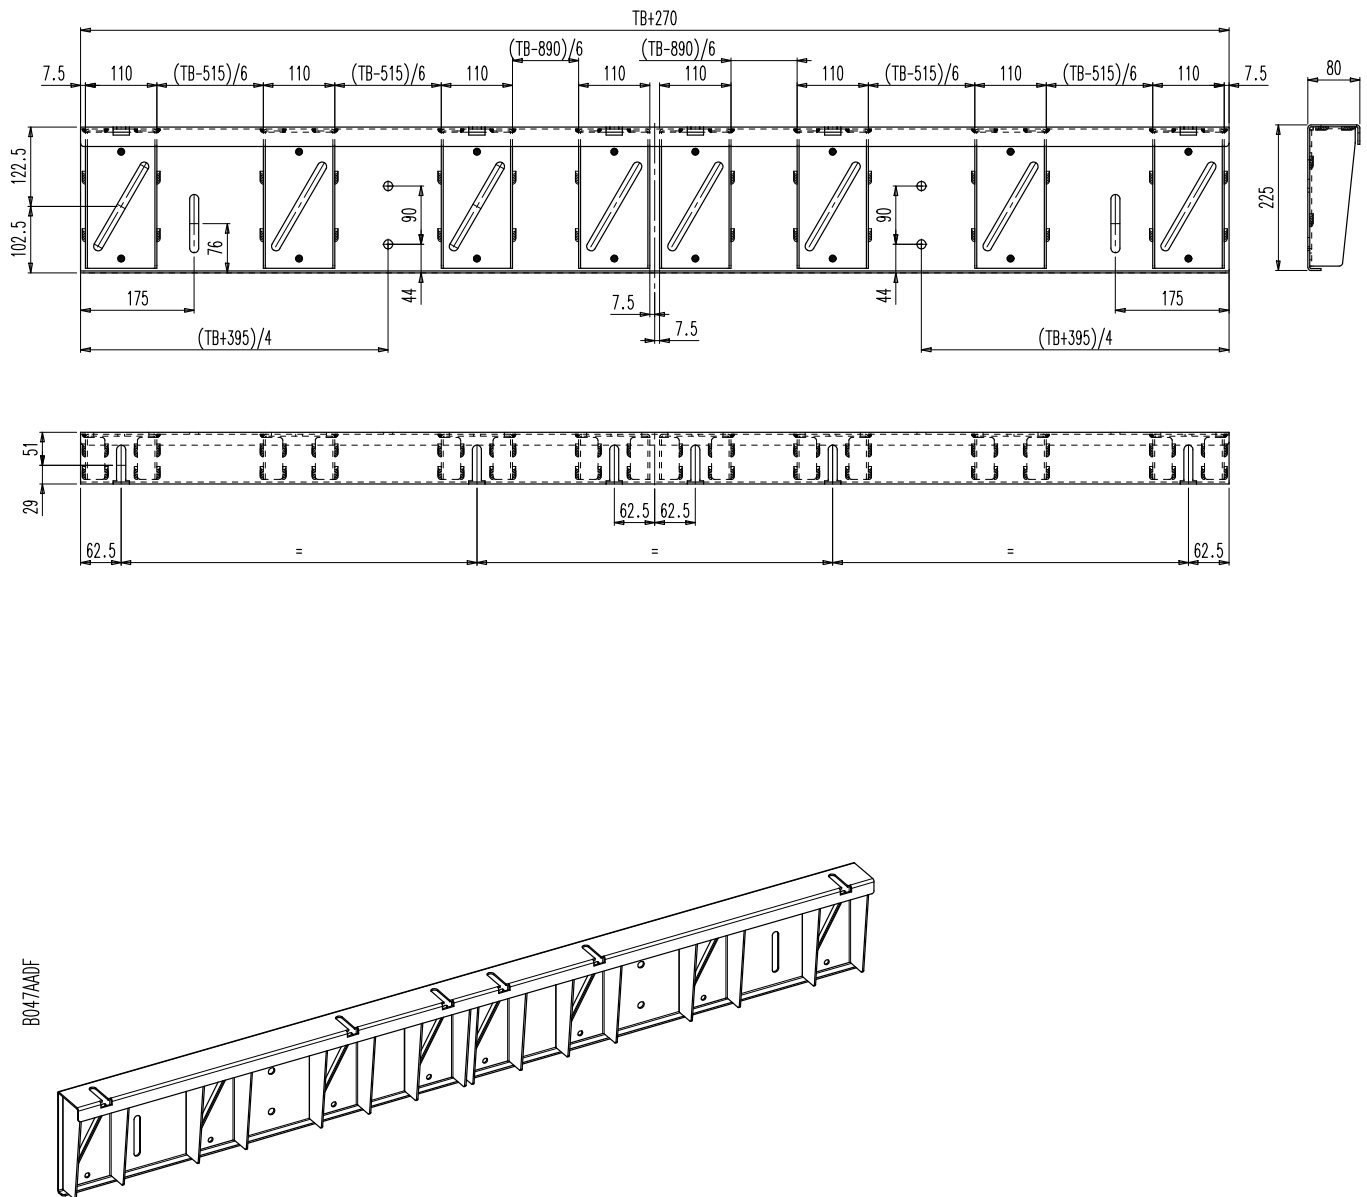 TB+270
(TB-890)/6 (TB-890)/6
7.5 110 (TB-515)/6 110 (TB-515)/6 110 110 110 110 (TB-515)/6 110 (TB-515)/6 110 7.5
80
122.5
102.5
76
90
44
90
44
225
175
7.5
7.5
175
(TB+395)/4
(TB+395)/4
51
29
62.5 62.5
62.5 = = = 62.5
B047AADF